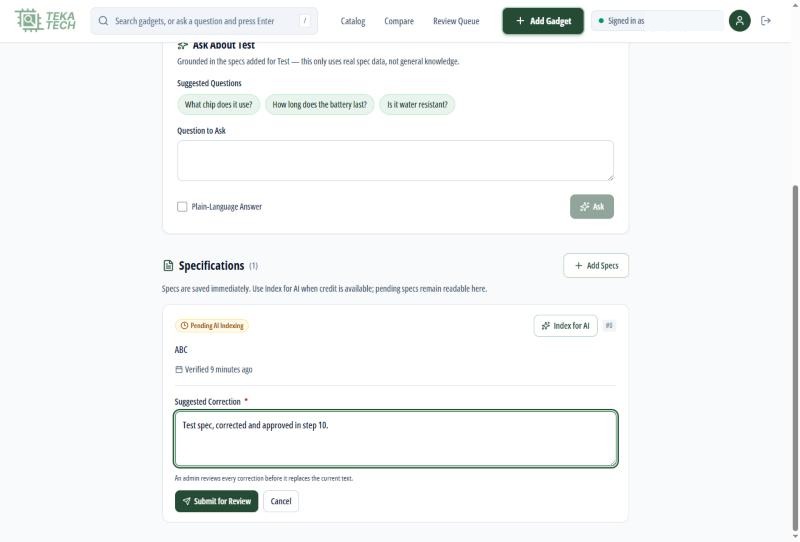 TEKA
TECH
Search gadgets, or ask a question and press Enter
/
Catalog
Compare
Review Queue
+ Add Gadget
Signed in as
Ask About Test
Grounded in the specs added for Test — this only uses real spec data, not general knowledge.
Suggested Questions
What chip does it use?
How long does the battery last?
Is it water resistant?
Question to Ask
Plain-Language Answer
Ask
Specifications (1)
+ Add Specs
Specs are saved immediately. Use Index for AI when credit is available; pending specs remain readable here.
Pending AI Indexing
Index for AI
#0
ABC
Verified 9 minutes ago
Suggested Correction *
Test spec, corrected and approved in step 10.
An admin reviews every correction before it replaces the current text.
Submit for Review
Cancel